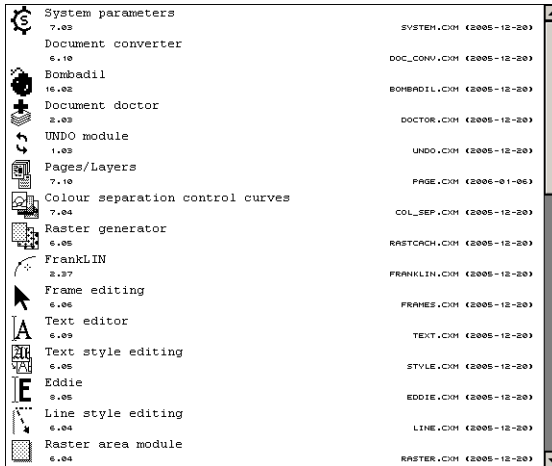 System parameters
7.03 SYSTEM.CXM (2005-12-20)
Document converter
6.10 DOC_CONV.CXM (2005-12-20)
Bombadil
16.02 BOMBADIL.CXM (2005-12-20)
Document doctor
2.03 DOCTOR.CXM (2005-12-20)
UNDO module
1.03 UNDO.CXM (2005-12-20)
Pages/Layers
7.10 PAGE.CXM (2006-01-06)
Colour separation control curves
7.04 COL_SEP.CXM (2005-12-20)
Raster generator
6.05 RASTCACH.CXM (2005-12-20)
FrankLIN
2.37 FRANKLIN.CXM (2005-12-20)
Frame editing
6.06 FRAMES.CXM (2005-12-20)
Text editor
6.09 TEXT.CXM (2005-12-20)
Text style editing
6.05 STYLE.CXM (2005-12-20)
Eddie
8.05 EDDIE.CXM (2005-12-20)
Line style editing
6.04 LINE.CXM (2005-12-20)
Raster area module
6.04 RASTER.CXM (2005-12-20)